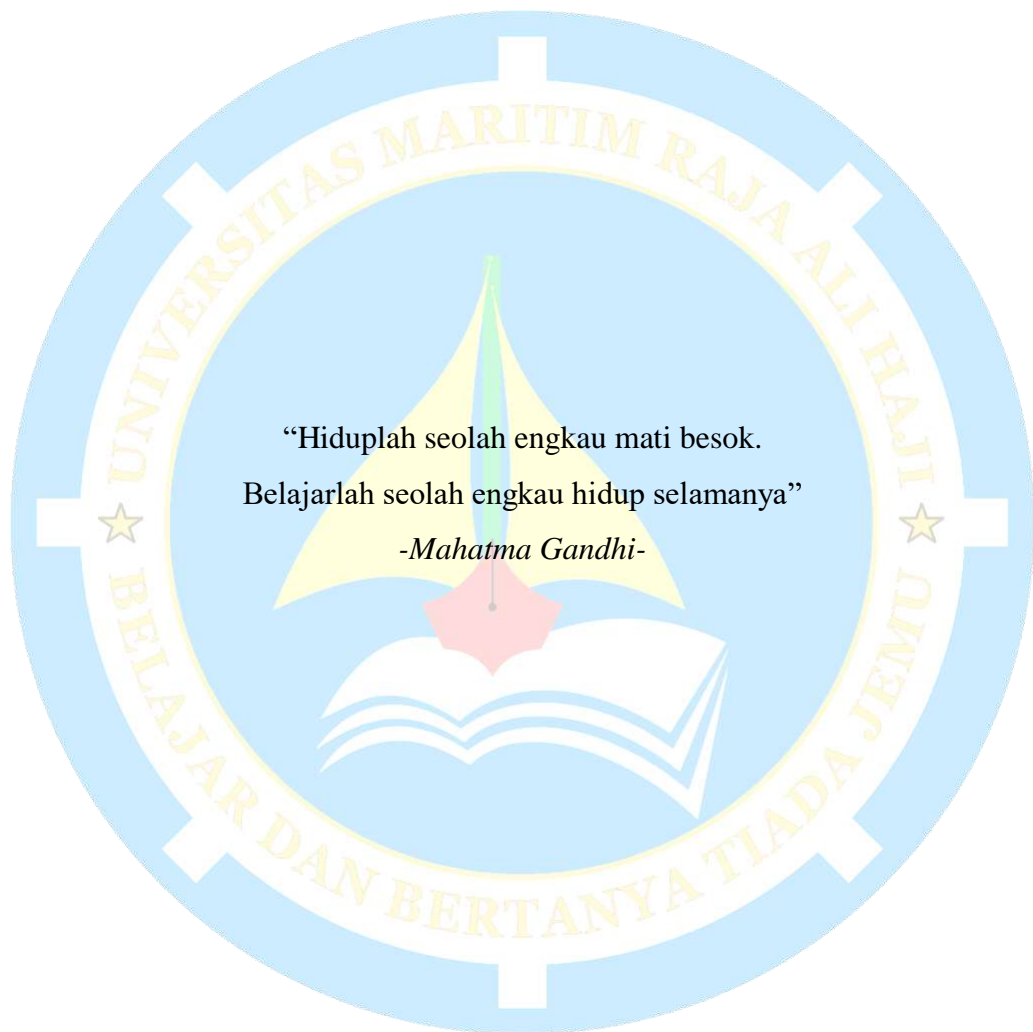 UNIVERSITAS MARITIM RAJA ALI HAJI
“Hiduplah seolah engkau mati besok.
Belajarlah seolah engkau hidup selamanya”
-Mahatma Gandhi-
BELAJAR DAN BERTANYA TIADA JEMU